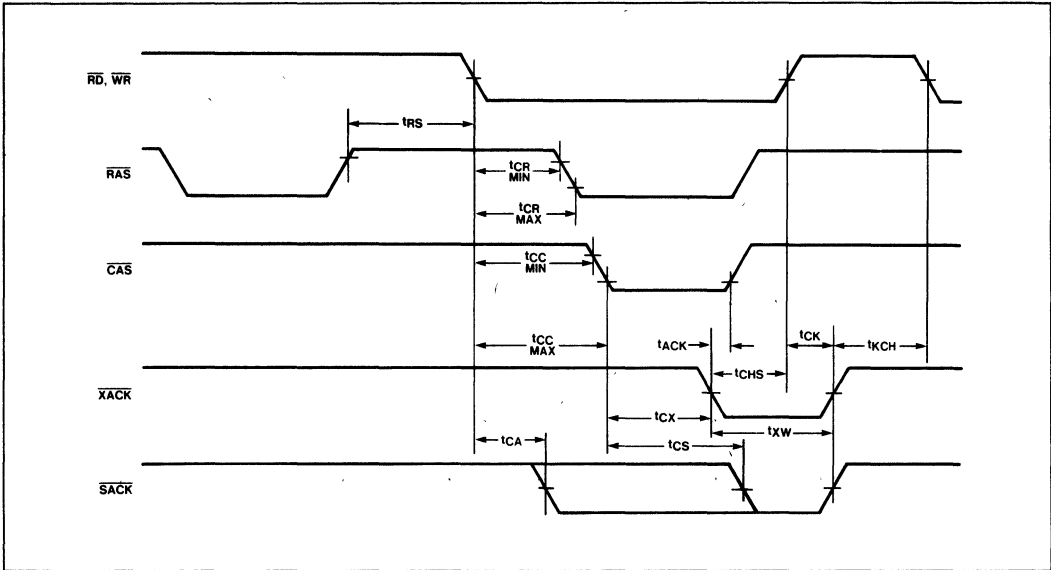 RD, WR
tRS
RAS
tCR
MIN
tCR
MAX
CAS
tCC
MIN
tCC
MAX
tACK
tCK
tKCH
tCHS
XACK
tCX
tXW
tCA
tCS
SACK